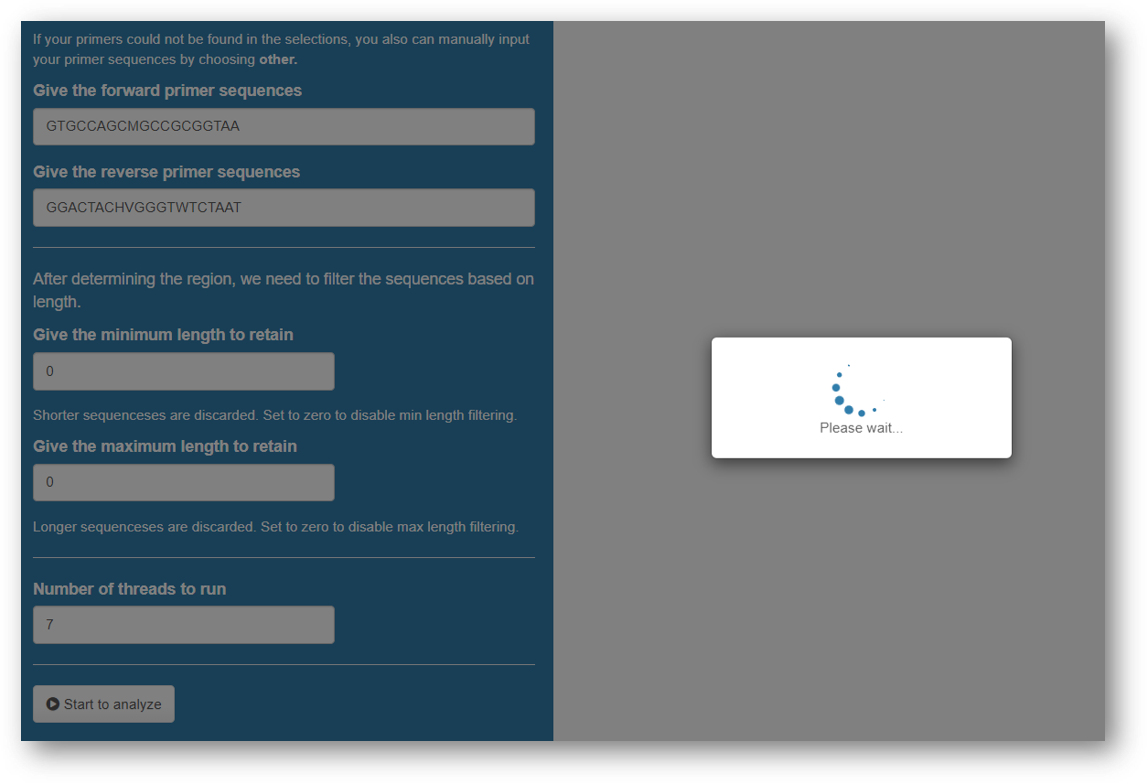 If your primers could not be found in the selections, you also can manually input
your primer sequences by choosing other.
Give the forward primer sequences
GTGCCAGCMGCCGCGGTAA
Give the reverse primer sequences
GGACTACHVGGGTWTCTAAT
After determining the region, we need to filter the sequences based on
length.
Give the minimum length to retain
0
Shorter sequenceses are discarded. Set to zero to disable min length filtering.
Give the maximum length to retain
0
Longer sequenceses are discarded. Set to zero to disable max length filtering.
Number of threads to run
7
Start to analyze
Please wait...